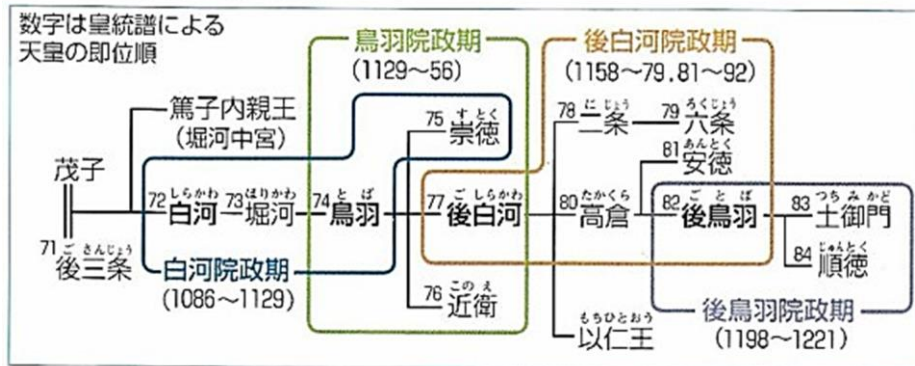 数字は皇統譜による
天皇の即位順
鳥羽院政期
(1129〜56)
後白河院政期
(1158〜79.81〜92)
篤子内親王
(堀河中宮)
茂子
71 後三条
ご さんじょう
72 白河
しらかわ
73 堀河
ほりかわ
74 鳥羽
と ば
75 崇徳
す とく
76 近衛
この え
77 後白河
ご しらかわ
78 二条
に じょう
79 六条
ろくじょう
80 高倉
たかくら
81 安徳
あんとく
82 後鳥羽
ご と ば
83 土御門
つち み かど
84 順徳
じゅんとく
以仁王
もちひとおう
白河院政期
(1086〜1129)
後鳥羽院政期
(1198〜1221)